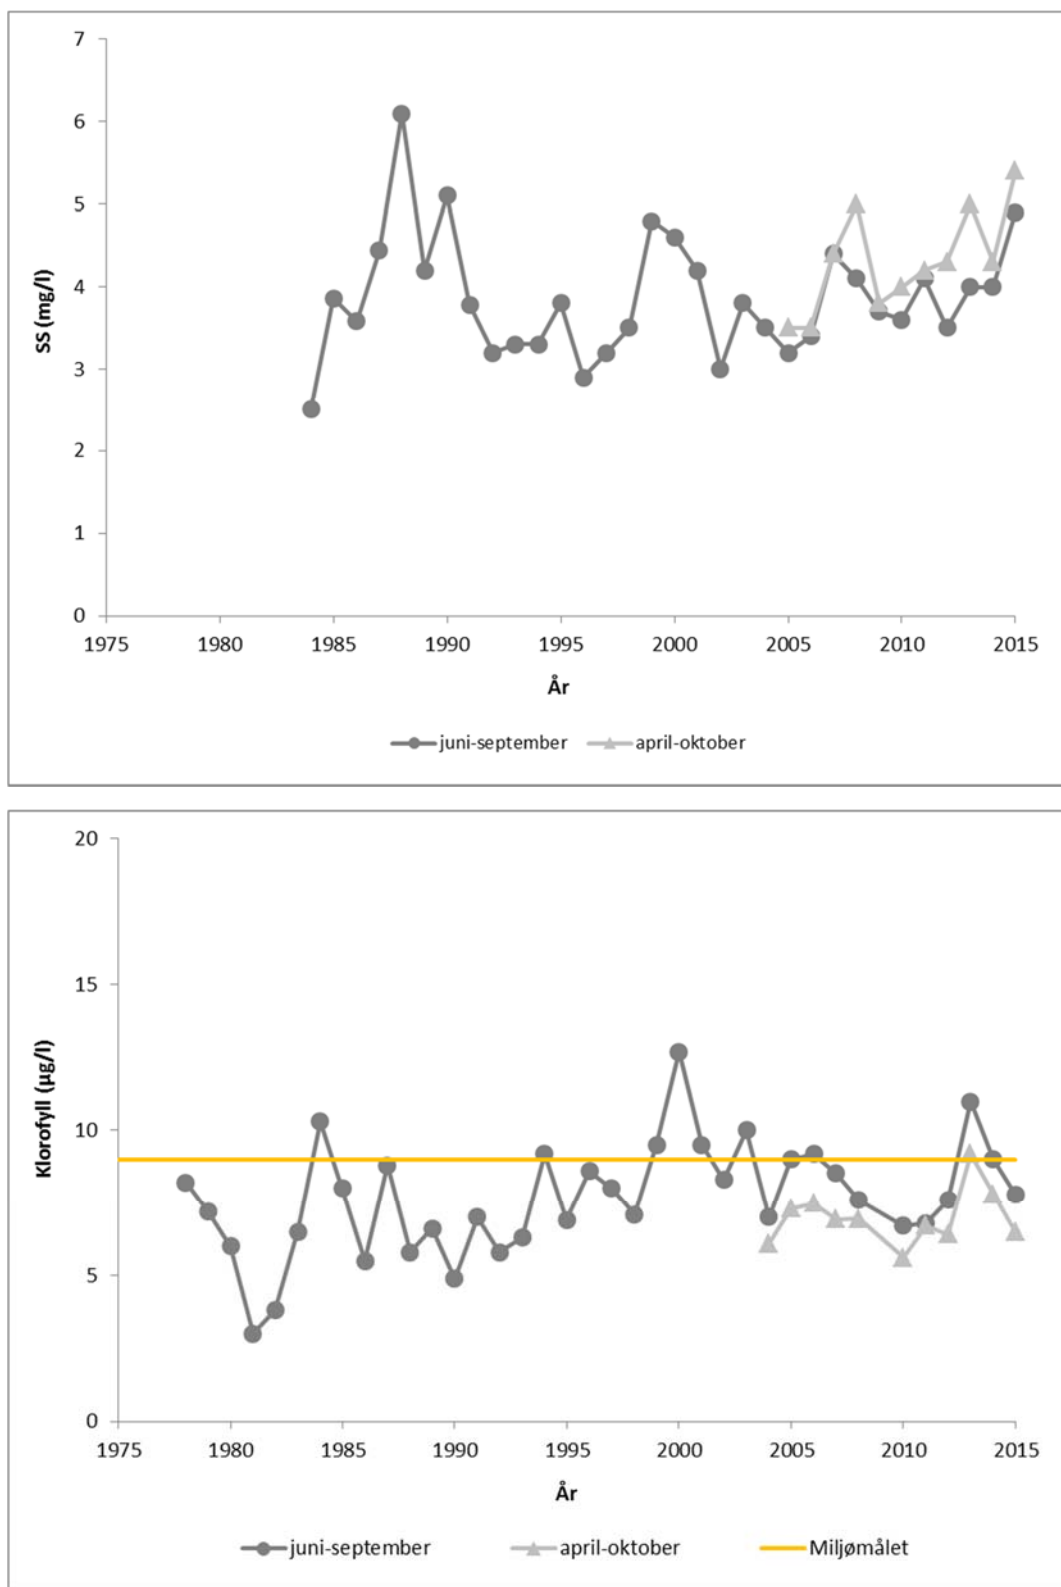 7
6
5
4
3
2
1
0
SS (mg/l)
1975 1980 1985 1990 1995 2000 2005 2010 2015
År
juni-september april-oktober
20
15
10
5
0
Klorofyll (µg/l)
1975 1980 1985 1990 1995 2000 2005 2010 2015
År
juni-september april-oktober Miljømålet